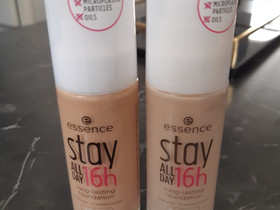 MICROPLASTIC
PARTICLES
OILS
essence
stay
ALL
DAY 16h
long-lasting
foundation
MICROPLASTIC
PARTICLES
OILS
essence
stay
ALL
DAY 16h
long-lasting
foundation